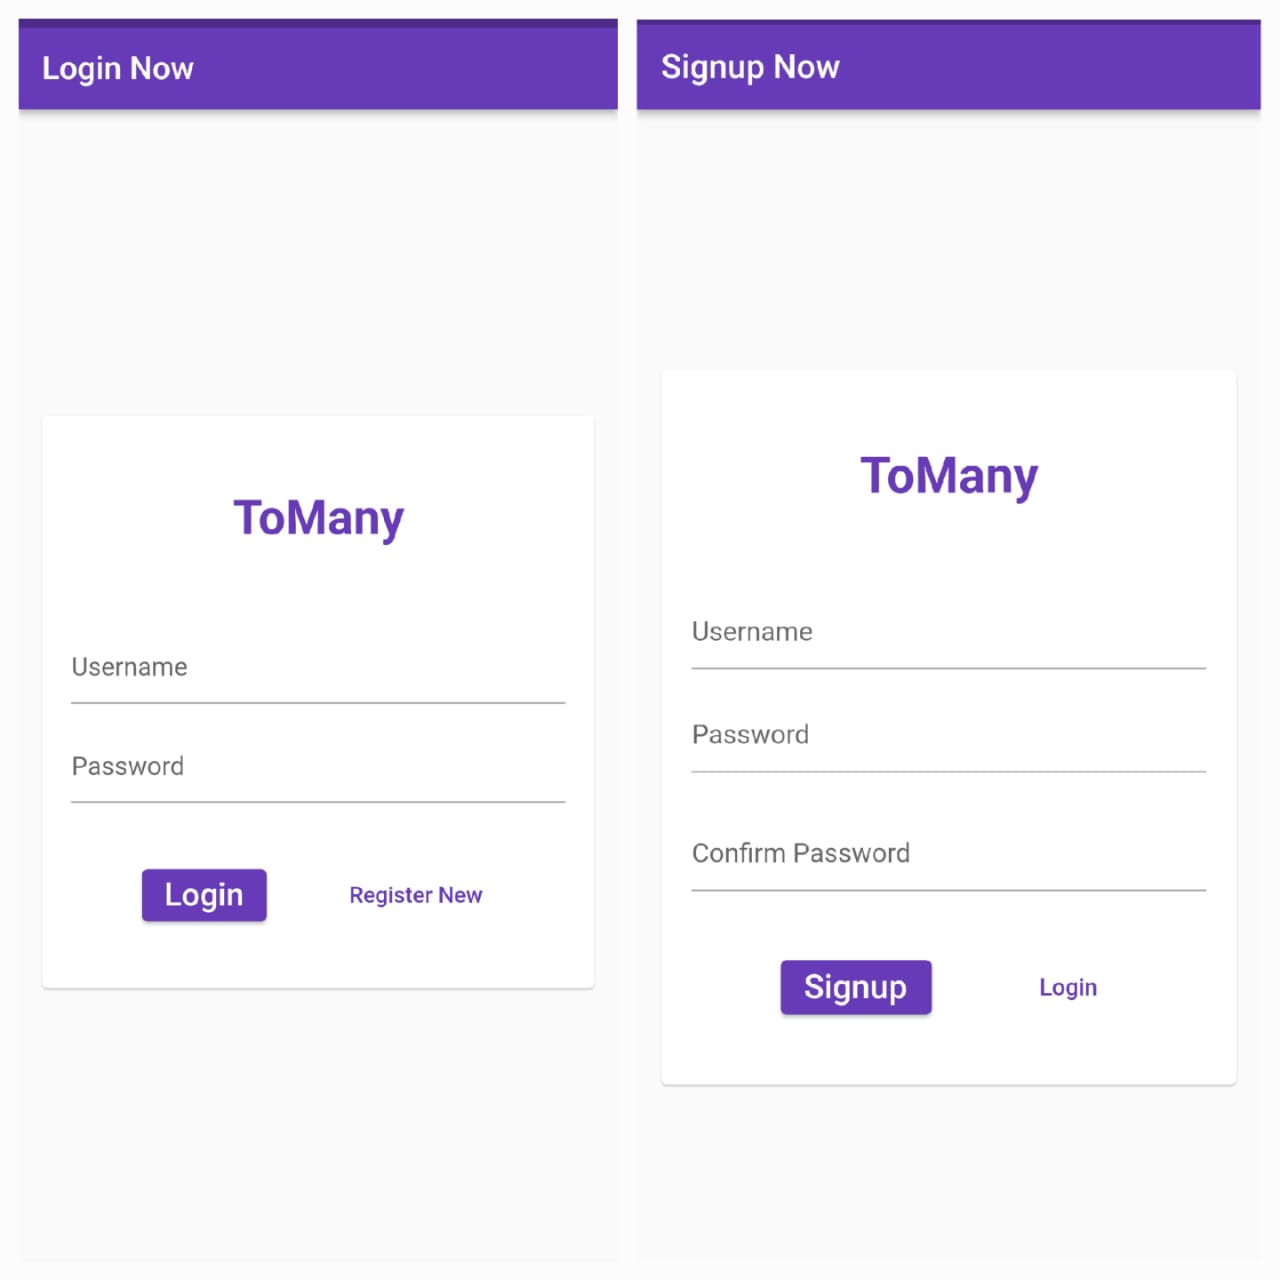 Login Now
ToMany
Username
Password
Login
Register New
Signup Now
ToMany
Username
Password
Confirm Password
Signup
Login